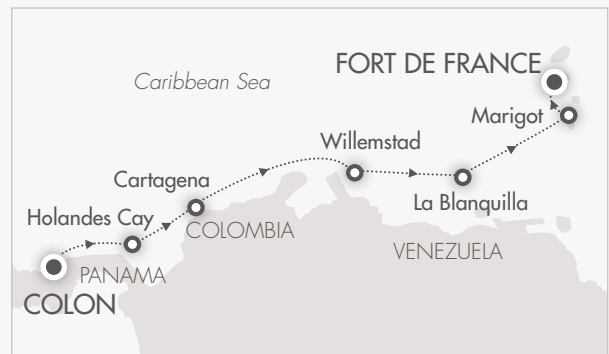 FORT DE FRANCE
Caribbean Sea
Marigot
Willemstad
Cartagena
La Blanquilla
Holandes Cay
COLOMBIA
VENEZUELA
PANAMA
COLON